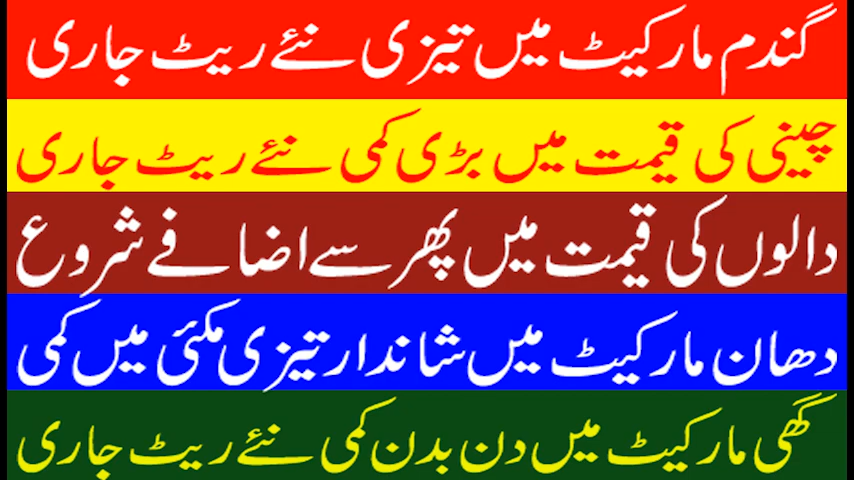 گندم مارکیٹ میں تیزی نئے ریٹ جاری
چینی کی قیمت میں بڑی کمی نئے ریٹ جاری
دالوں کی قیمت میں پھر سے اضافے شروع
دھان مارکیٹ میں شاندار تیزی مکئی میں کمی
گھی مارکیٹ میں دن بدن کمی نئے ریٹ جاری